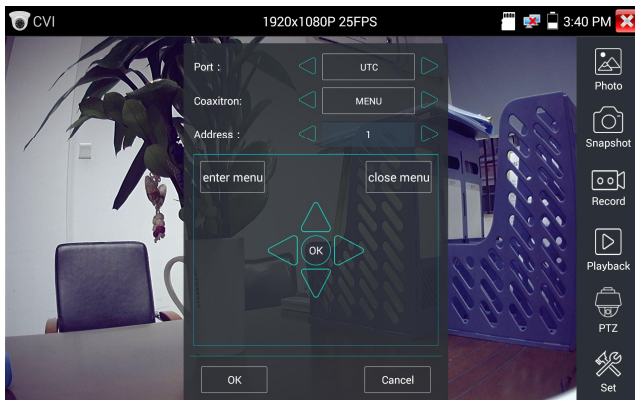 CVI 1920x1080P 25FPS 3:40 PM
Port : UTC
Coaxitron: MENU
Address : 1
enter menu close menu
OK
OK Cancel
Photo
Snapshot
Record
Playback
PTZ
Set